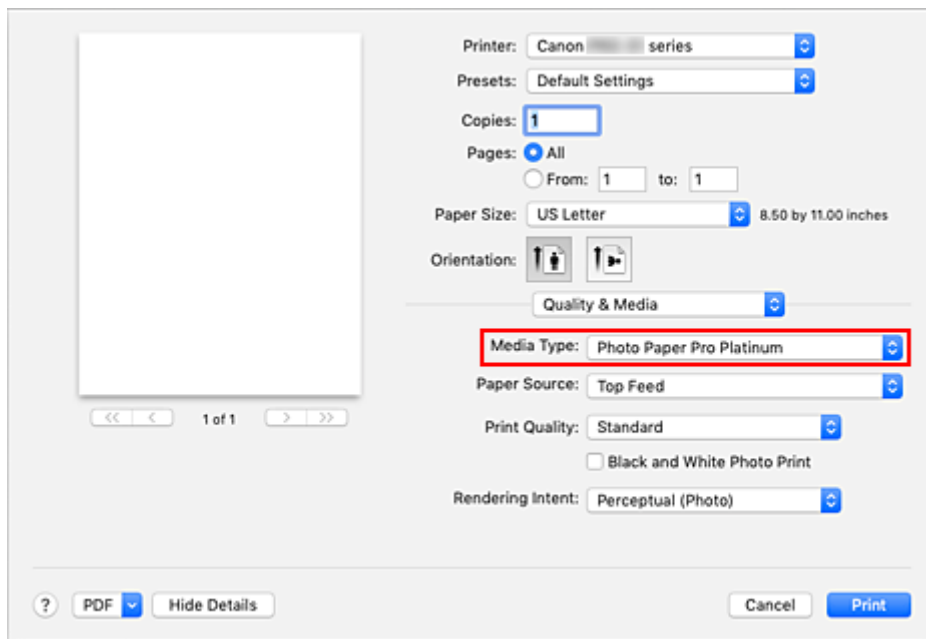 Printer: Canon series
Presets: Default Settings
Copies: 1
Pages: All
From: 1 to: 1
Paper Size: US Letter 8.50 by 11.00 inches
Orientation:
Quality & Media
Media Type: Photo Paper Pro Platinum
Paper Source: Top Feed
<< < 1 of 1 > >>
Print Quality: Standard
Black and White Photo Print
Rendering Intent: Perceptual (Photo)
? PDF Hide Details Cancel Print